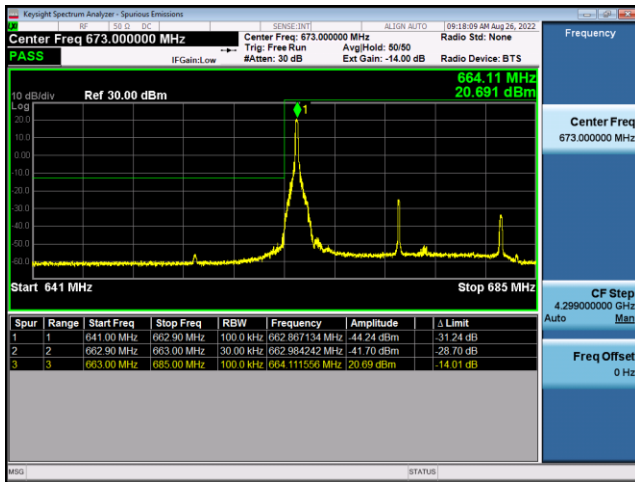 Keysight Spectrum Analyzer - Spurious Emissions
RF 50 Ω DC SENSE:INT ALIGN AUTO 09:18:09 AM Aug 26, 2022
Center Freq 673.000000 MHz
Center Freq: 673.000000 MHz Radio Std: None
Trig: Free Run Avg|Hold: 50/50
PASS IFGain:Low #Atten: 30 dB Ext Gain: -14.00 dB Radio Device: BTS
664.11 MHz
10 dB/div Ref 30.00 dBm 20.691 dBm
Log
1
20.0
10.0
0.00
-10.0
-20.0
-30.0
-40.0
-50.0
-60.0
Start 641 MHz Stop 685 MHz
Spur Range Start Freq Stop Freq RBW Frequency Amplitude Δ Limit
1 1 641.00 MHz 662.90 MHz 100.0 kHz 662.867134 MHz -44.24 dBm -31.24 dB
2 2 662.90 MHz 663.00 MHz 30.00 kHz 662.984242 MHz -41.70 dBm -28.70 dB
3 3 663.00 MHz 685.00 MHz 100.0 kHz 664.111556 MHz 20.69 dBm -14.01 dB
MSG STATUS
Frequency
Center Freq
673.000000 MHz
CF Step
4.299000000 GHz
Auto Man
Freq Offset
0 Hz